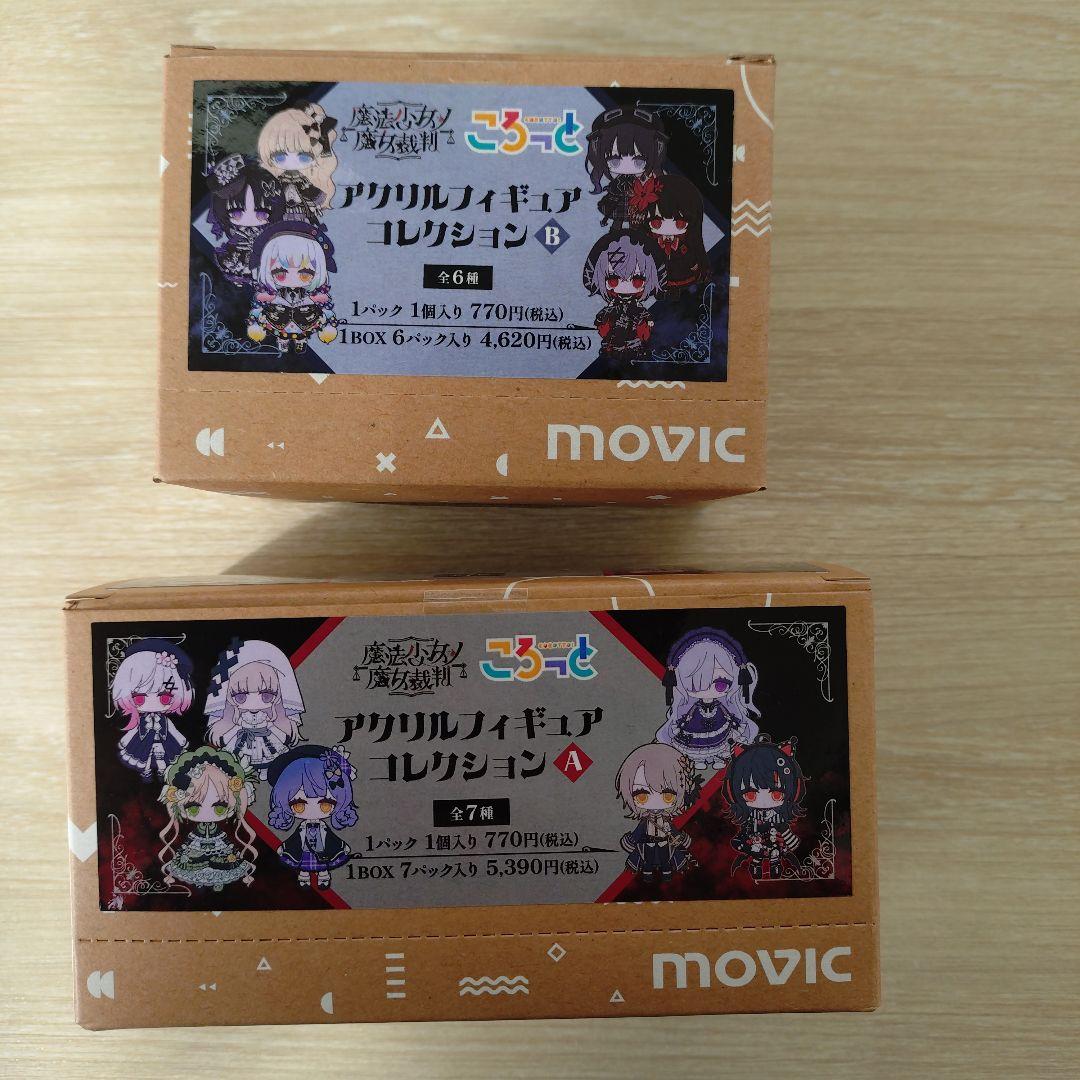 魔法少女ノ
魔女裁判
ころっと
アクリルフィギュア
コレクション B
全6種
1パック 1個入り 770円(税込)
1BOX 6パック入り 4,620円(税込)
movic
魔法少女ノ
魔女裁判
ころっと
アクリルフィギュア
コレクション A
全7種
1パック 1個入り 770円(税込)
1BOX 7パック入り 5,390円(税込)
movic